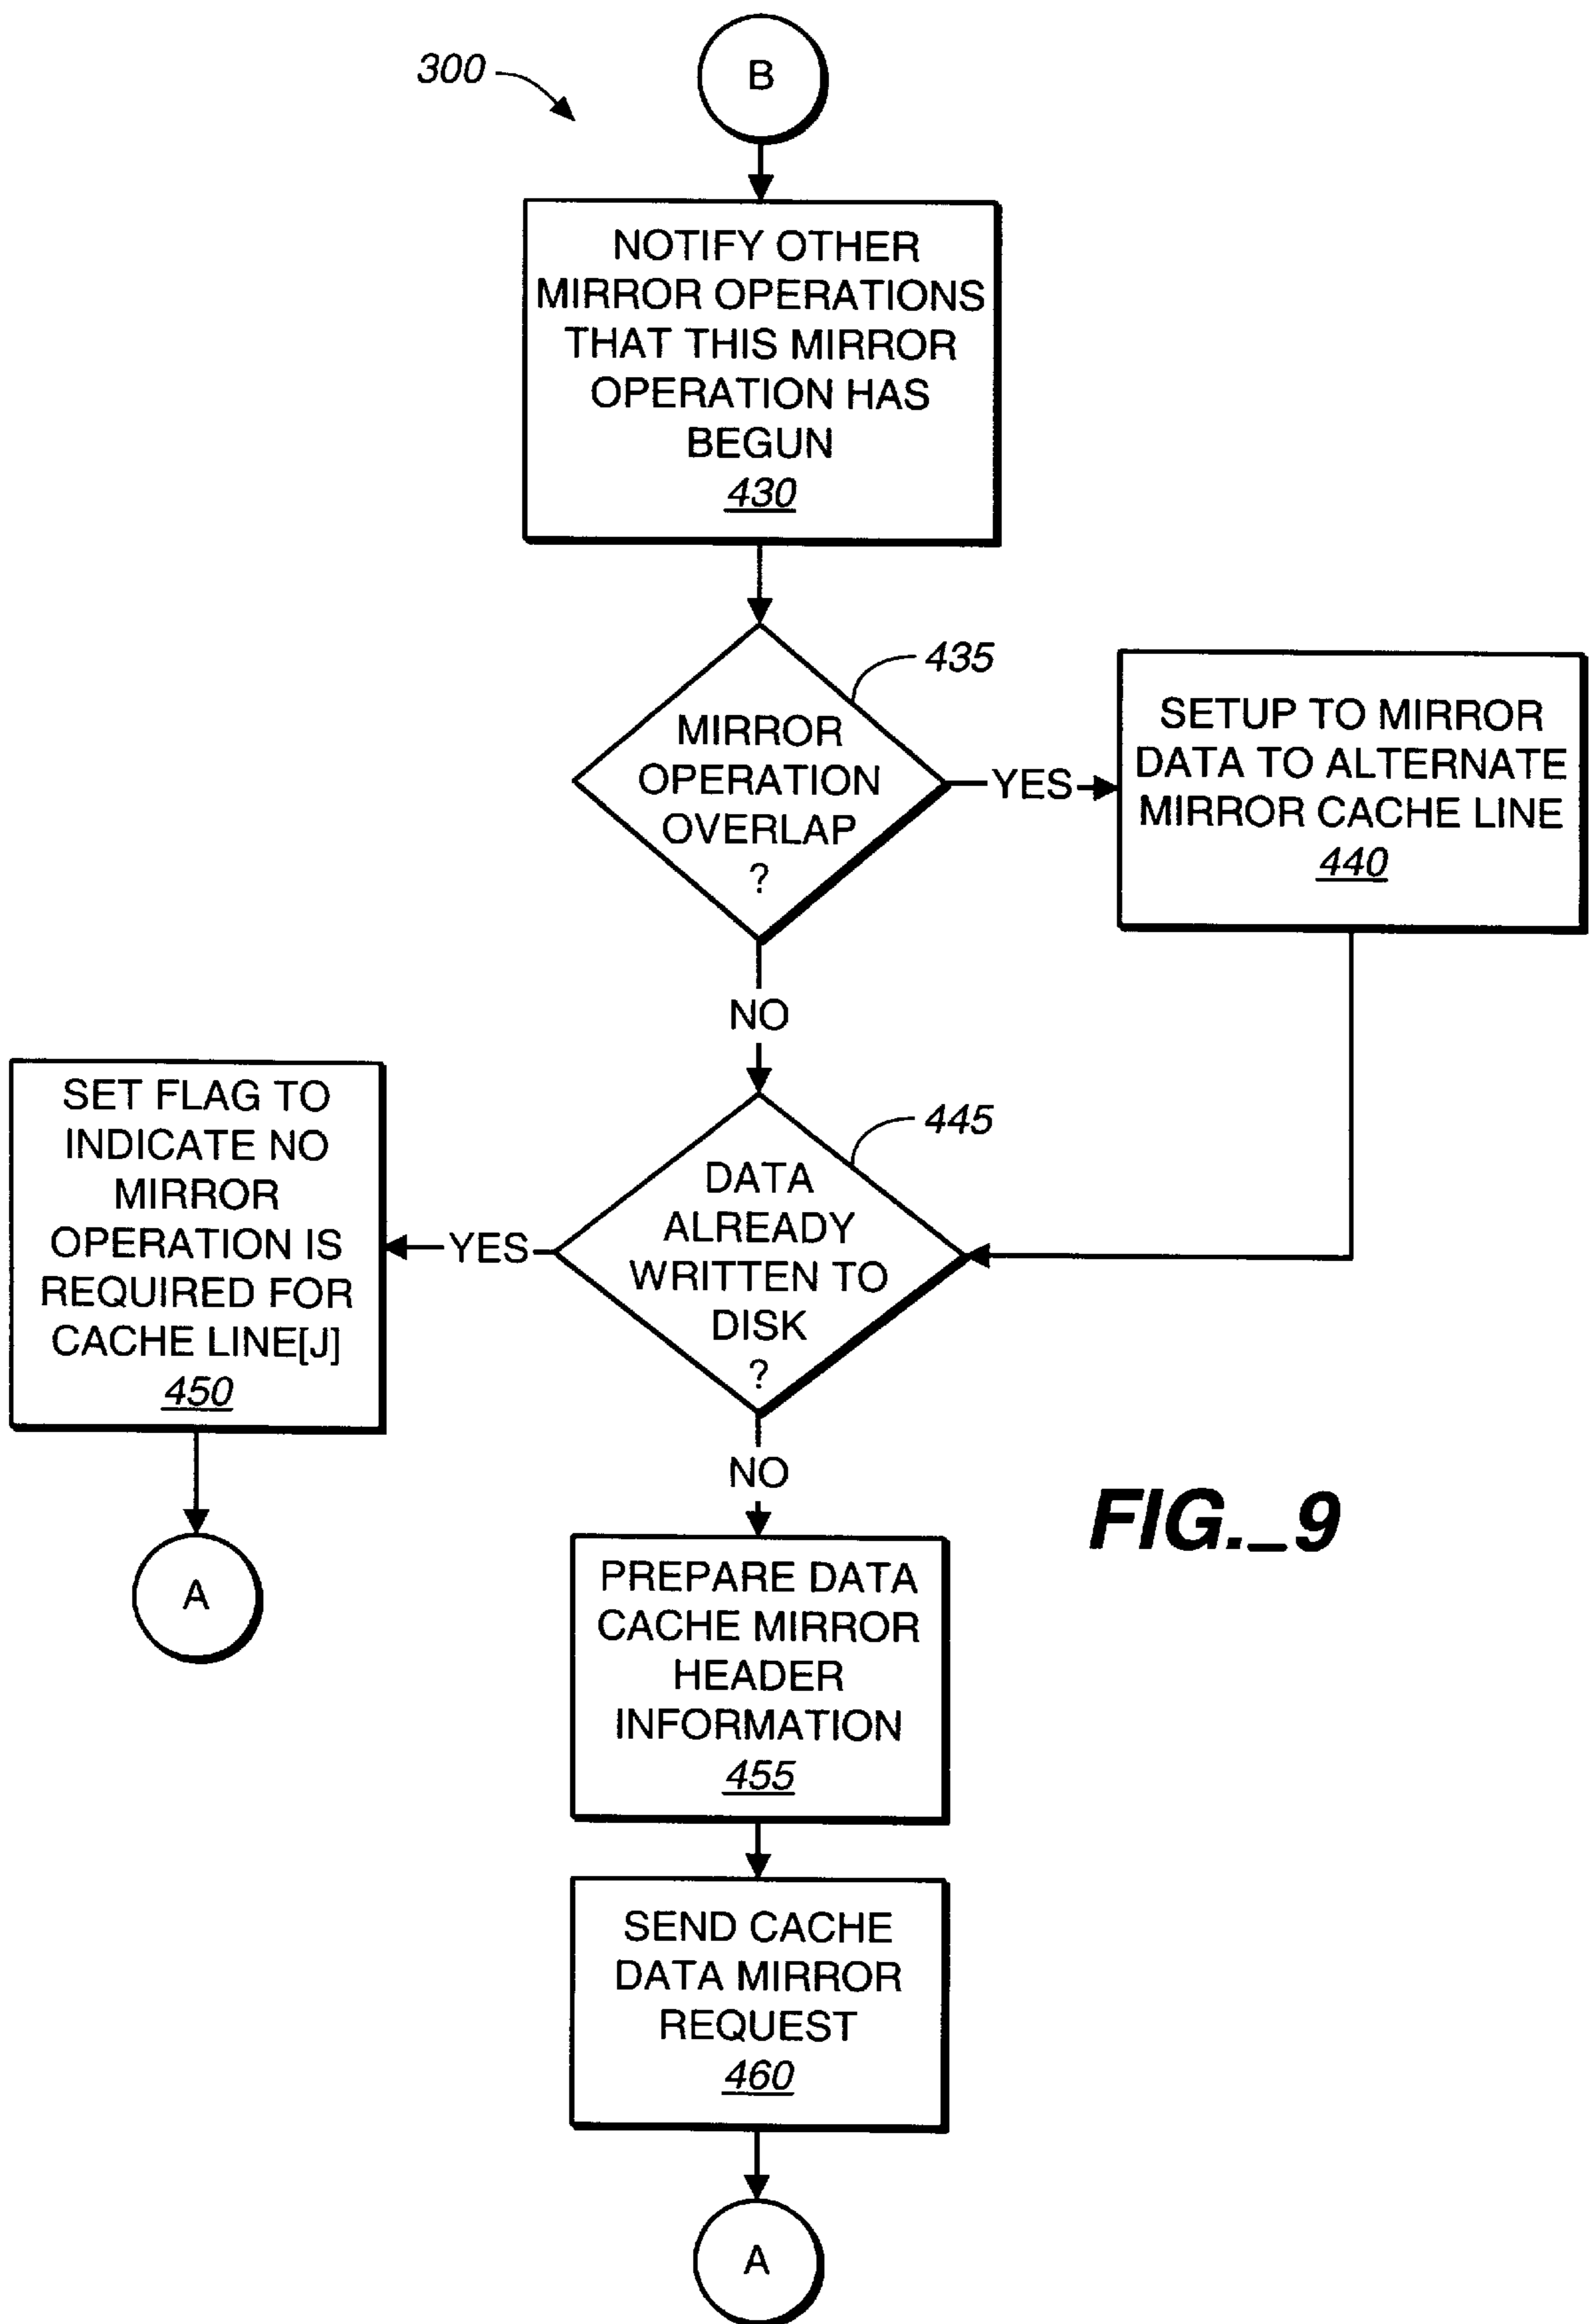 300
B
NOTIFY OTHER
MIRROR OPERATIONS
THAT THIS MIRROR
OPERATION HAS
BEGUN
430
435
MIRROR
OPERATION
OVERLAP
?
YES
SETUP TO MIRROR
DATA TO ALTERNATE
MIRROR CACHE LINE
440
NO
445
DATA
ALREADY
WRITTEN TO
DISK
?
YES
SET FLAG TO
INDICATE NO
MIRROR
OPERATION IS
REQUIRED FOR
CACHE LINE[J]
450
A
NO
FIG._9
PREPARE DATA
CACHE MIRROR
HEADER
INFORMATION
455
SEND CACHE
DATA MIRROR
REQUEST
460
A